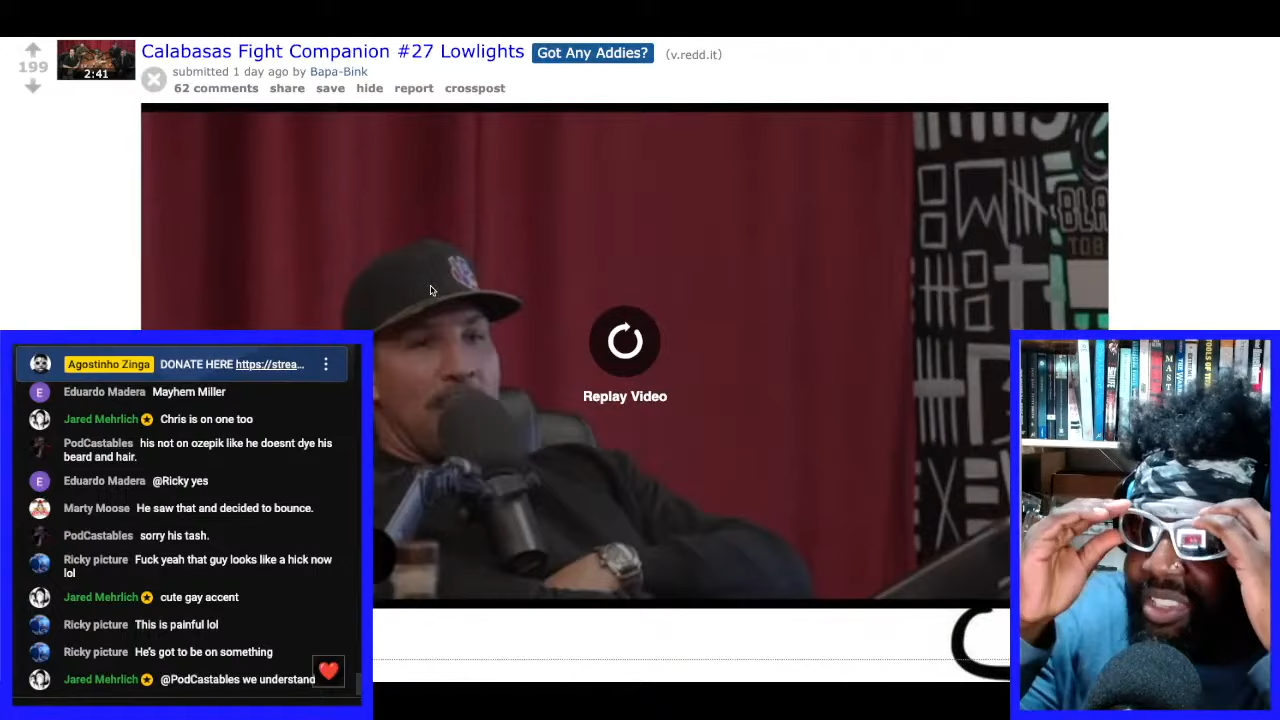 Calabasas Fight Companion #27 Lowlights Got Any Addies? (v.redd.it)
199
2:41
submitted 1 day ago by Bapa-Bink
62 comments share save hide report crosspost
BLA
TOB
Replay Video
Agostinho Zinga DONATE HERE https://strea...
E Eduardo Madera Mayhem Miller
Jared Mehrlich Chris is on one too
PodCastables his not on ozepik like he doesnt dye his
beard and hair.
E Eduardo Madera @Ricky yes
Marty Moose He saw that and decided to bounce.
PodCastables sorry his tash.
Ricky picture Fuck yeah that guy looks like a hick now
lol
Jared Mehrlich cute gay accent
Ricky picture This is painful lol
Ricky picture He's got to be on something
Jared Mehrlich @PodCastables we understand